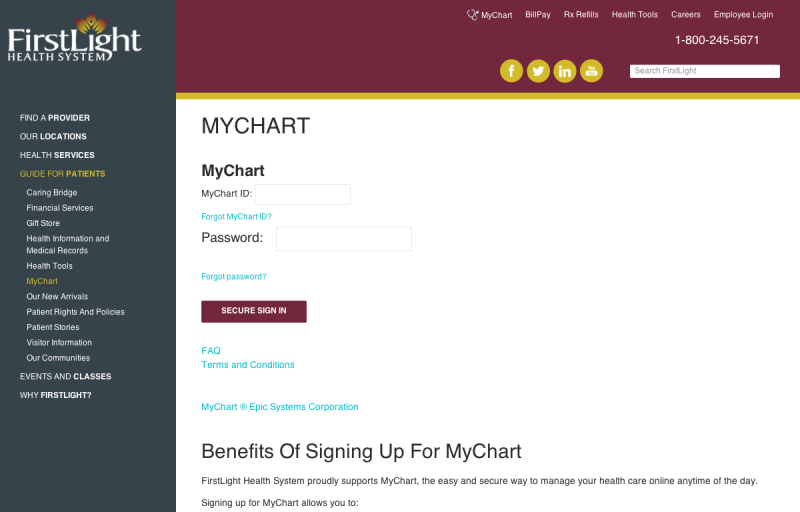 FirstLight
HEALTH SYSTEM
MyChart BillPay Rx Refills Health Tools Careers Employee Login
1-800-245-5671
f in You Tube Search FirstLight
FIND A PROVIDER
OUR LOCATIONS
HEALTH SERVICES
GUIDE FOR PATIENTS
Caring Bridge
Financial Services
Gift Store
Health Information and
Medical Records
Health Tools
MyChart
Our New Arrivals
Patient Rights And Policies
Patient Stories
Visitor Information
Our Communities
EVENTS AND CLASSES
WHY FIRSTLIGHT?
MYCHART
MyChart
MyChart ID:
Forgot MyChart ID?
Password:
Forgot password?
SECURE SIGN IN
FAQ
Terms and Conditions
MyChart ® Epic Systems Corporation
Benefits Of Signing Up For MyChart
FirstLight Health System proudly supports MyChart, the easy and secure way to manage your health care online anytime of the day.
Signing up for MyChart allows you to: